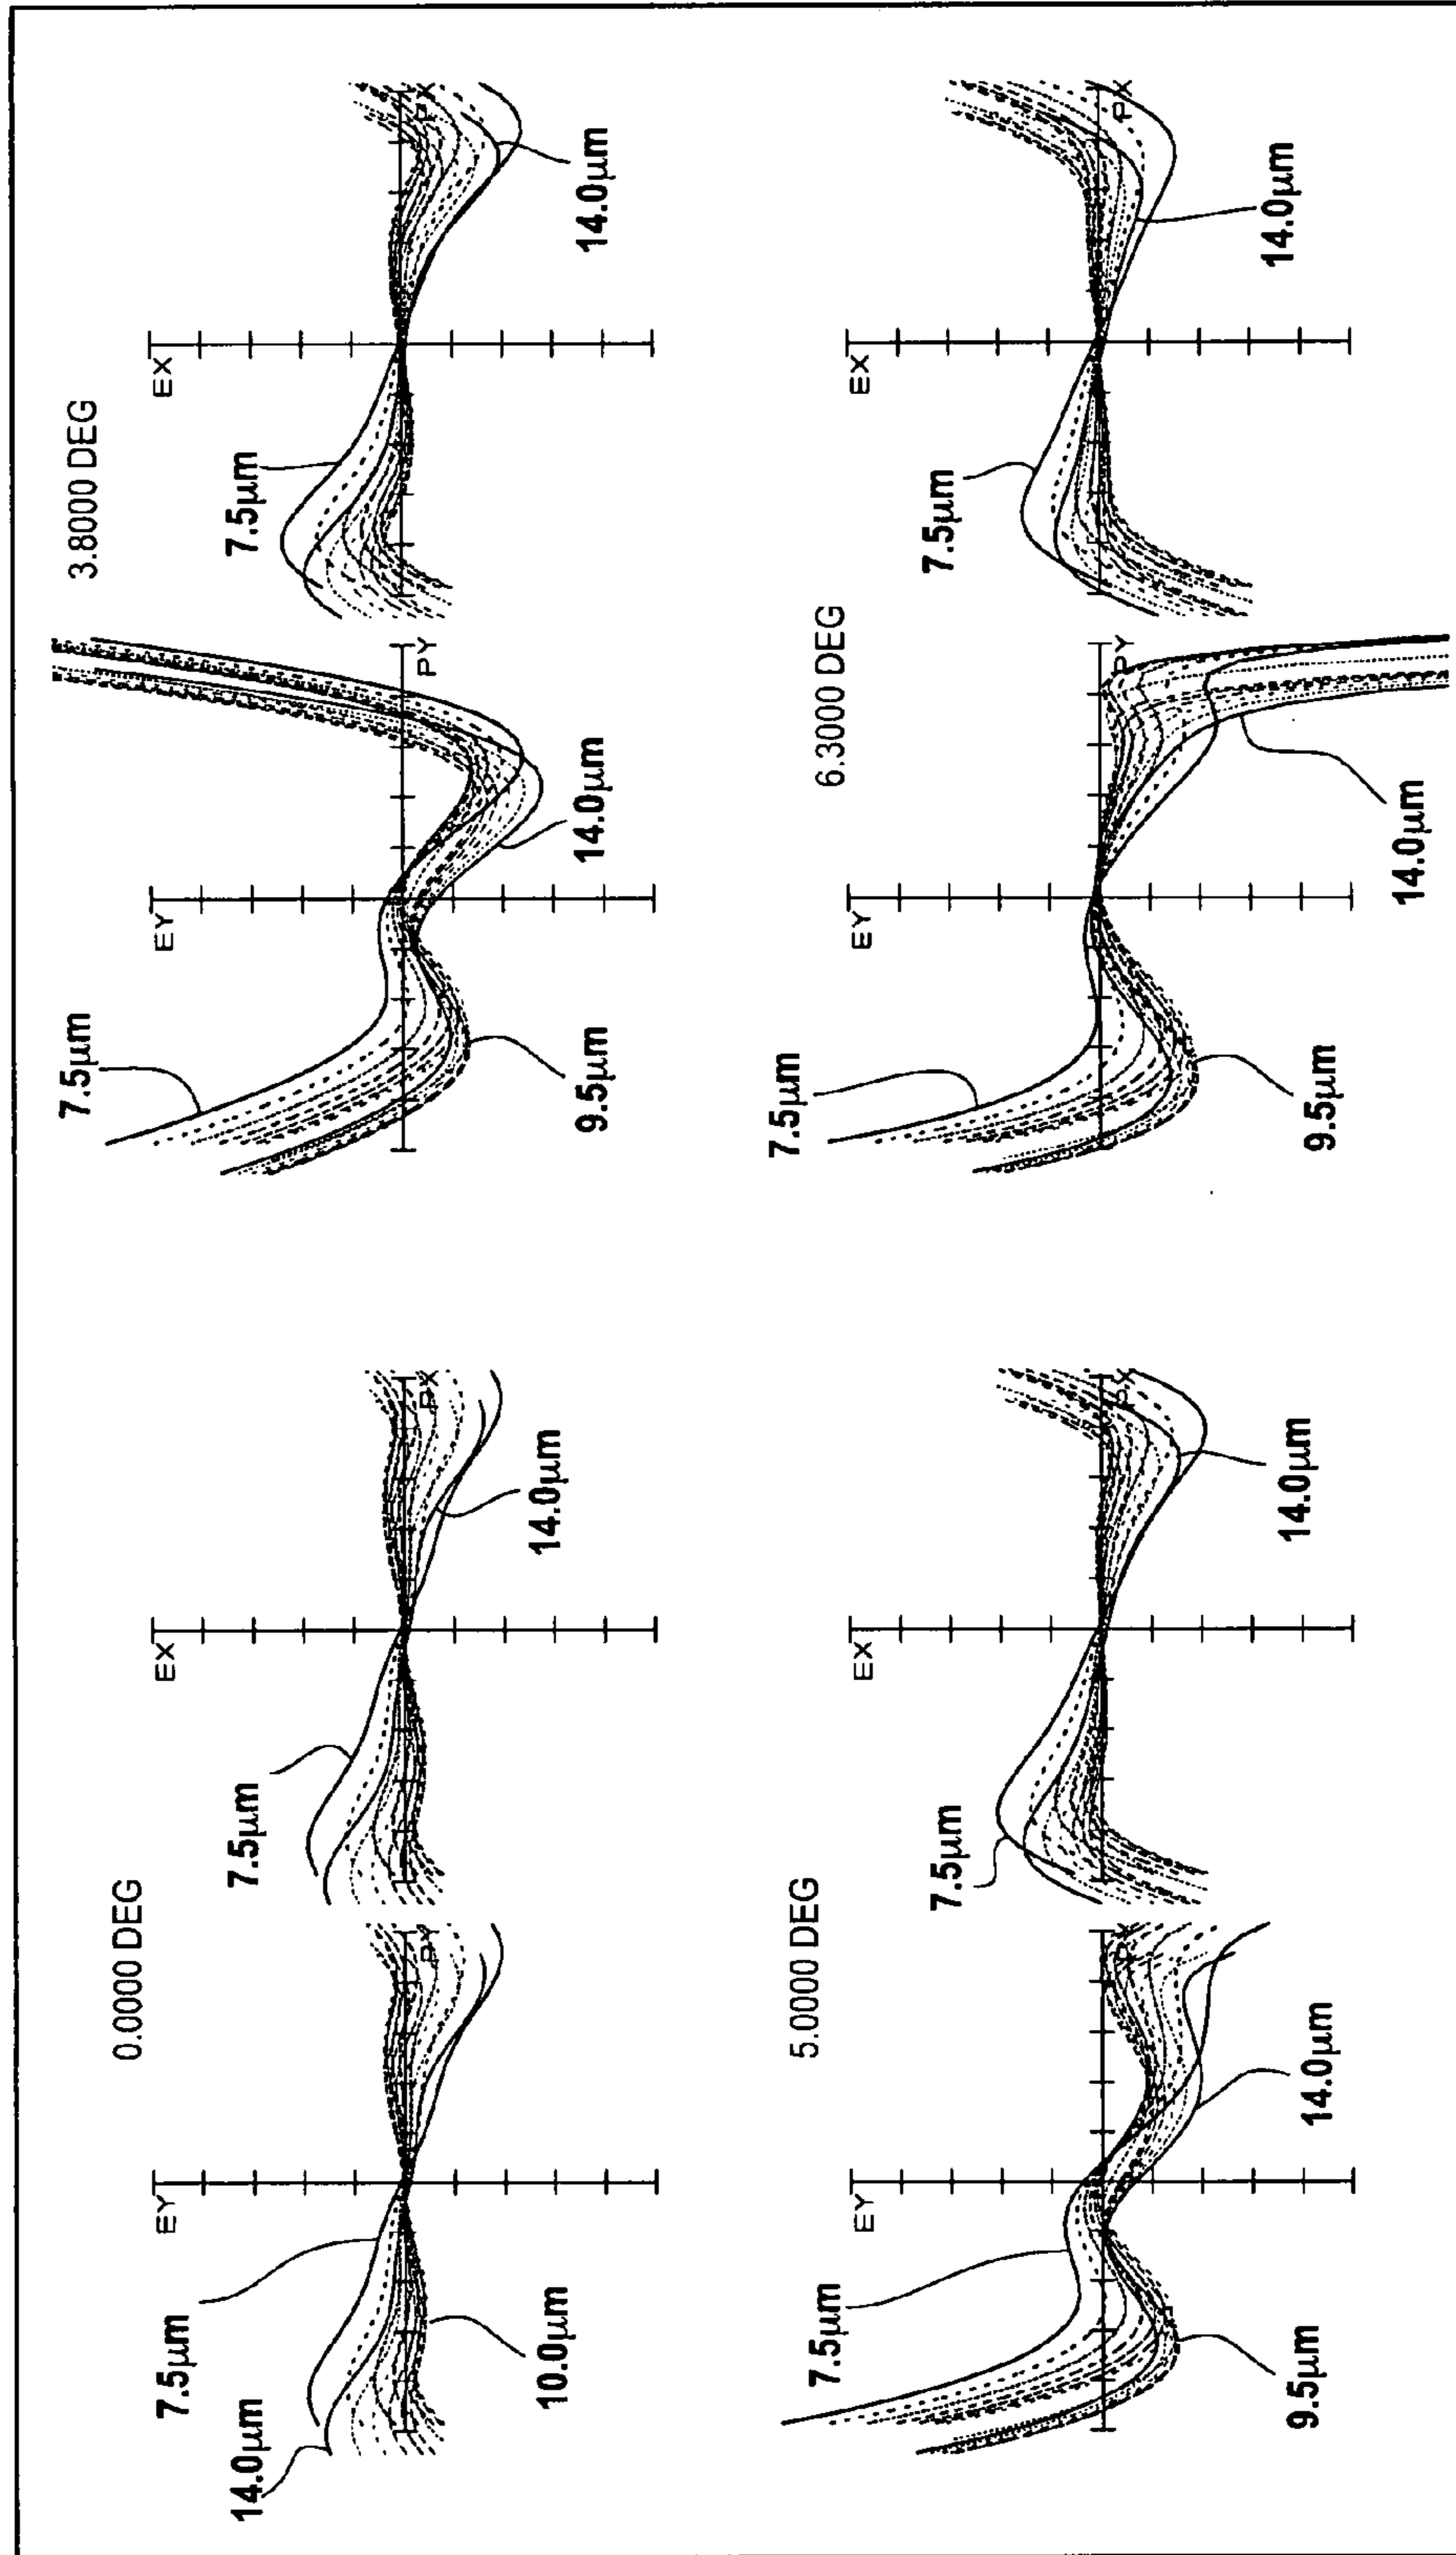 0.0000 DEG
EY
PY
14.0µm
7.5µm
10.0µm
EX
PX
7.5µm
14.0µm
3.8000 DEG
EY
PY
7.5µm
9.5µm
14.0µm
EX
PX
7.5µm
14.0µm
5.0000 DEG
EY
PY
7.5µm
9.5µm
14.0µm
EX
PX
7.5µm
14.0µm
6.3000 DEG
EY
PY
7.5µm
9.5µm
14.0µm
EX
PX
7.5µm
14.0µm